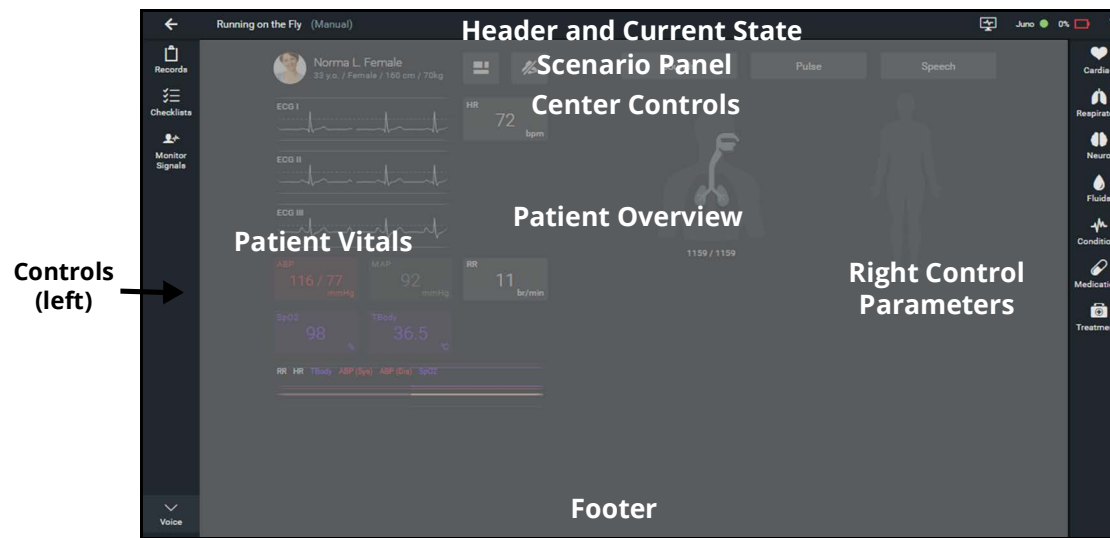 Running on the Fly (Manual)
Header and Current State
Juno 0%
Records
Norma L. Female
33 y.o. / Female / 160 cm / 70kg
Scenario Panel
Pulse
Speech
Cardia
Checklists
ECG I
HR
72
bpm
Center Controls
Respirat
Monitor
Signals
ECG II
Neuro
Fluids
ECG III
Patient Vitals
Patient Overview
1159 / 1159
Conditio
Controls
(left)
ABP
116 / 77
mmHg
MAP
92
mmHg
RR
11
br/min
Right Control
Parameters
Medicati
Treatme
SpO2
98
%
TBody
36.5
°C
RR HR TBody ABP (Sys) ABP (Dia) SpO2
Footer
Voice